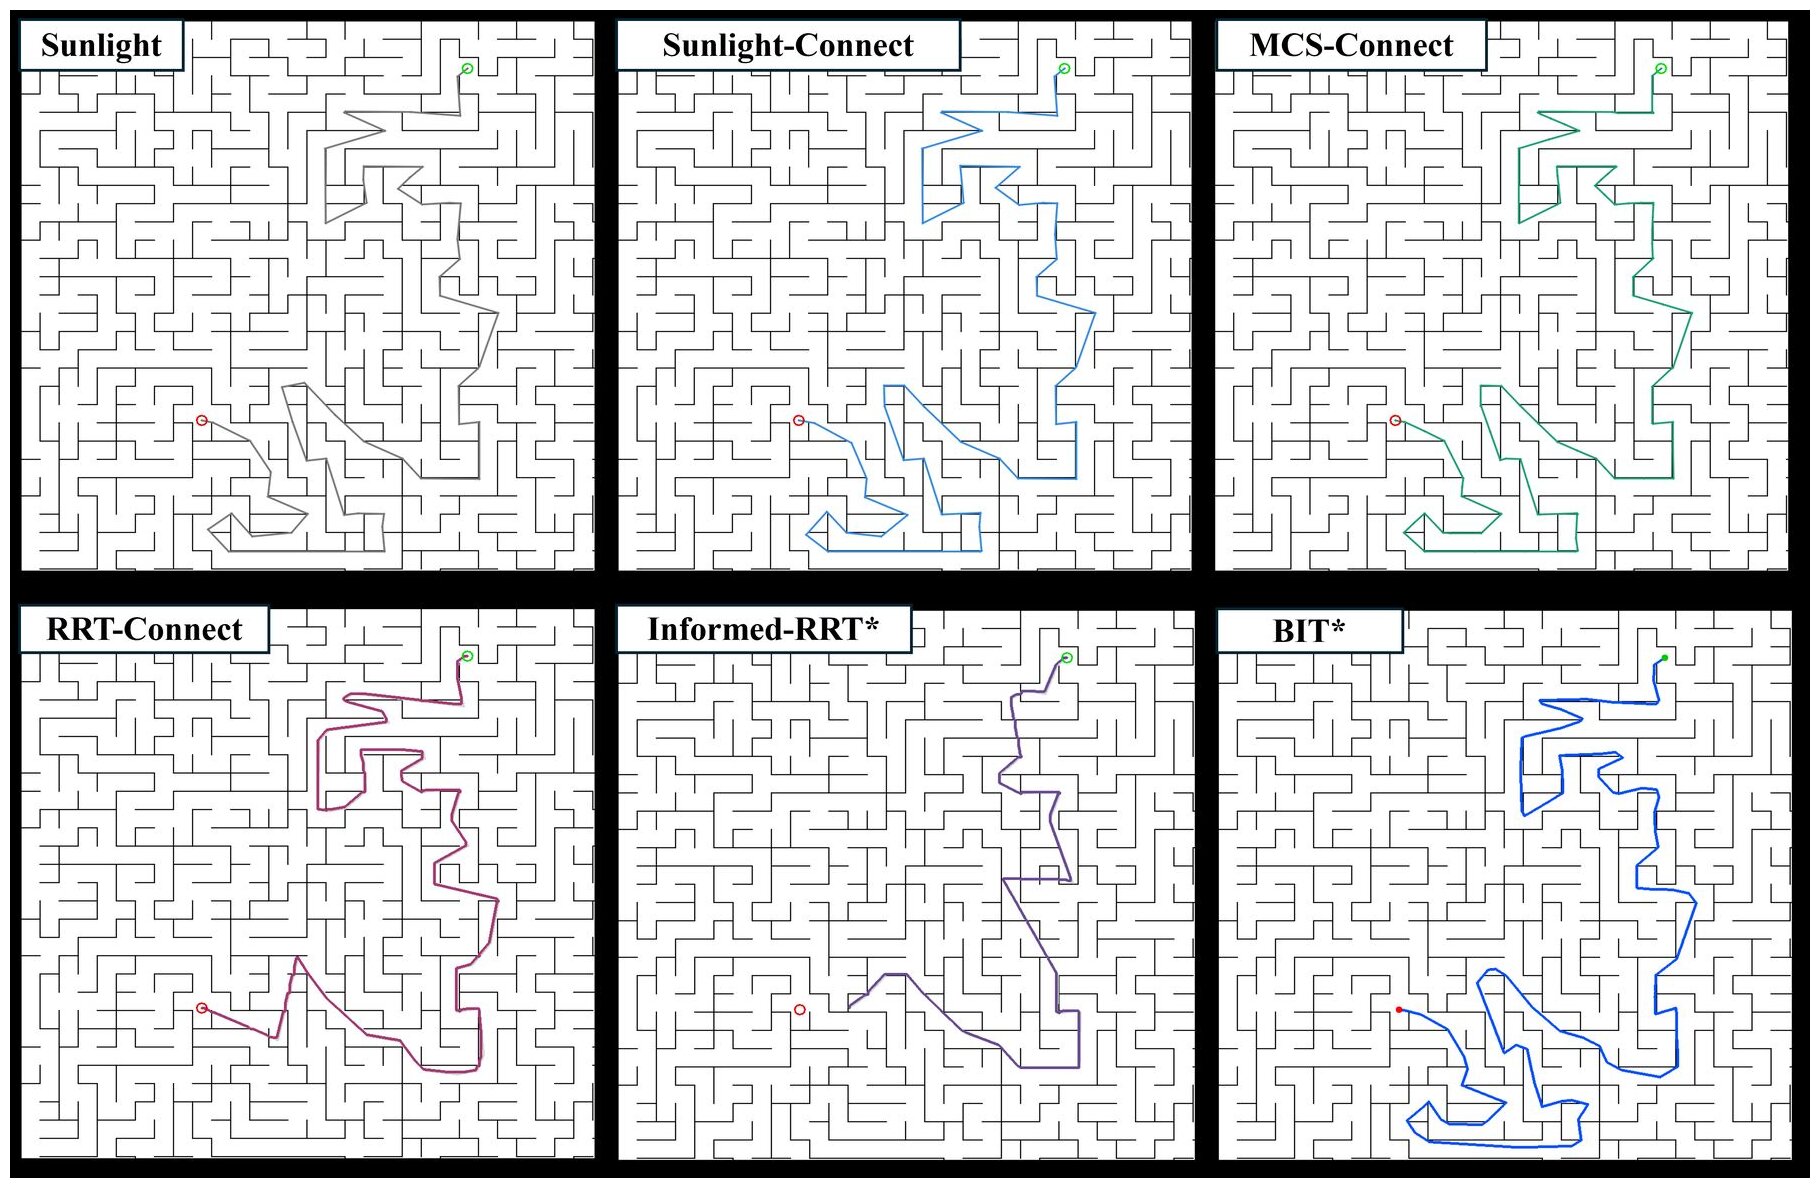 Sunlight
Sunlight-Connect
MCS-Connect
RRT-Connect
Informed-RRT*
BIT*